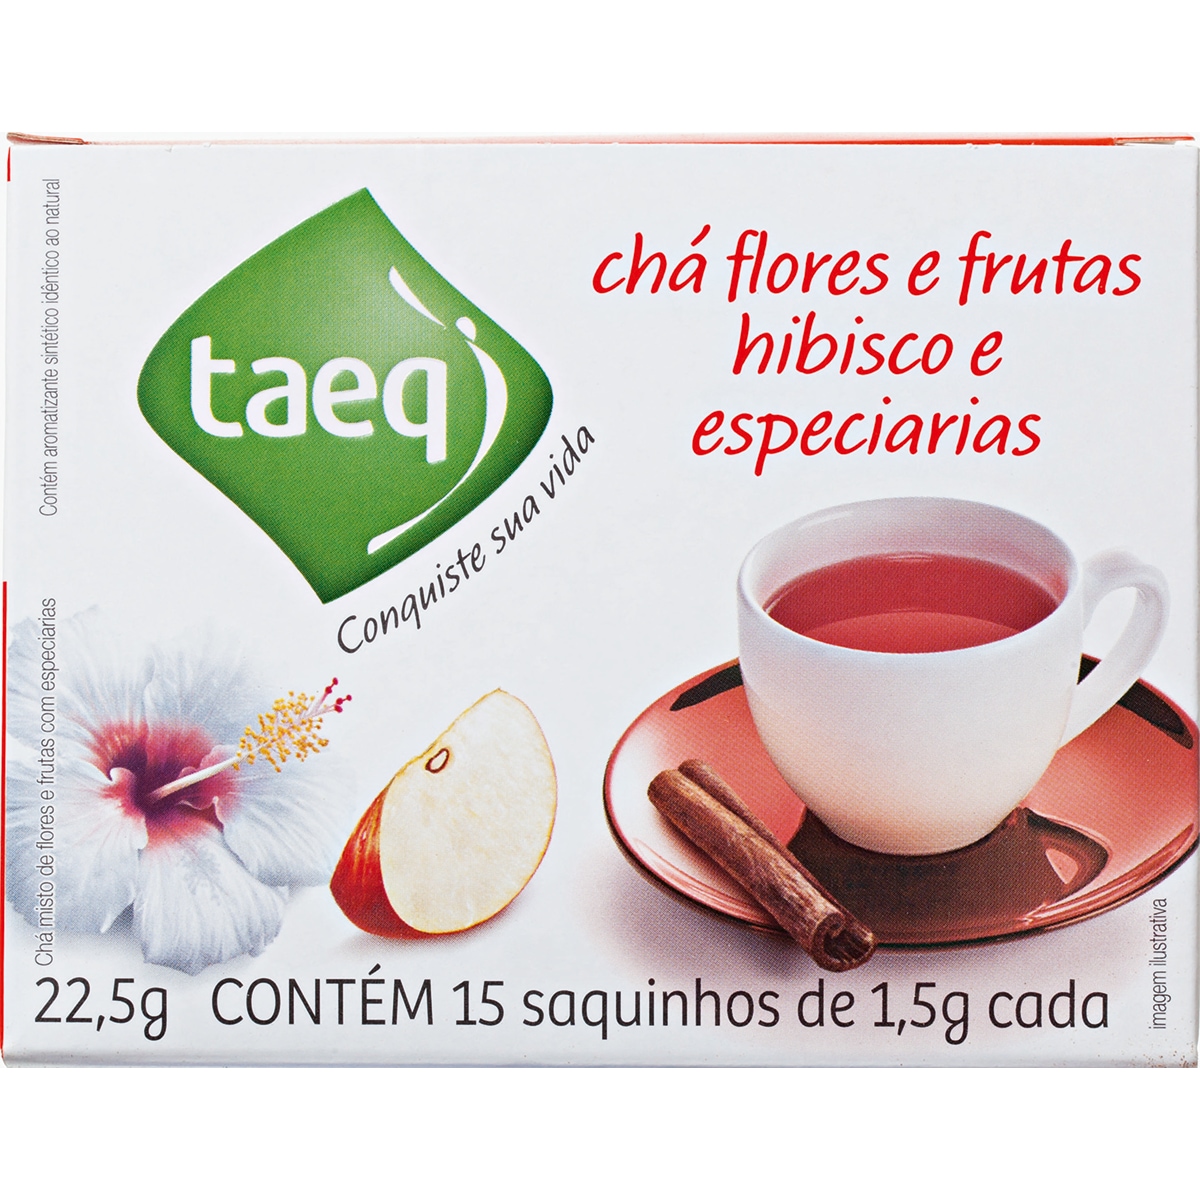 taeq
Conquiste sua vida
chá flores e frutas
hibisco e
especiarias
Contém aromatizante sintético idêntico ao natural
Chá misto de flores e frutas com especiarias
22,5g CONTÉM 15 saquinhos de 1,5g cada
imagem ilustrativa